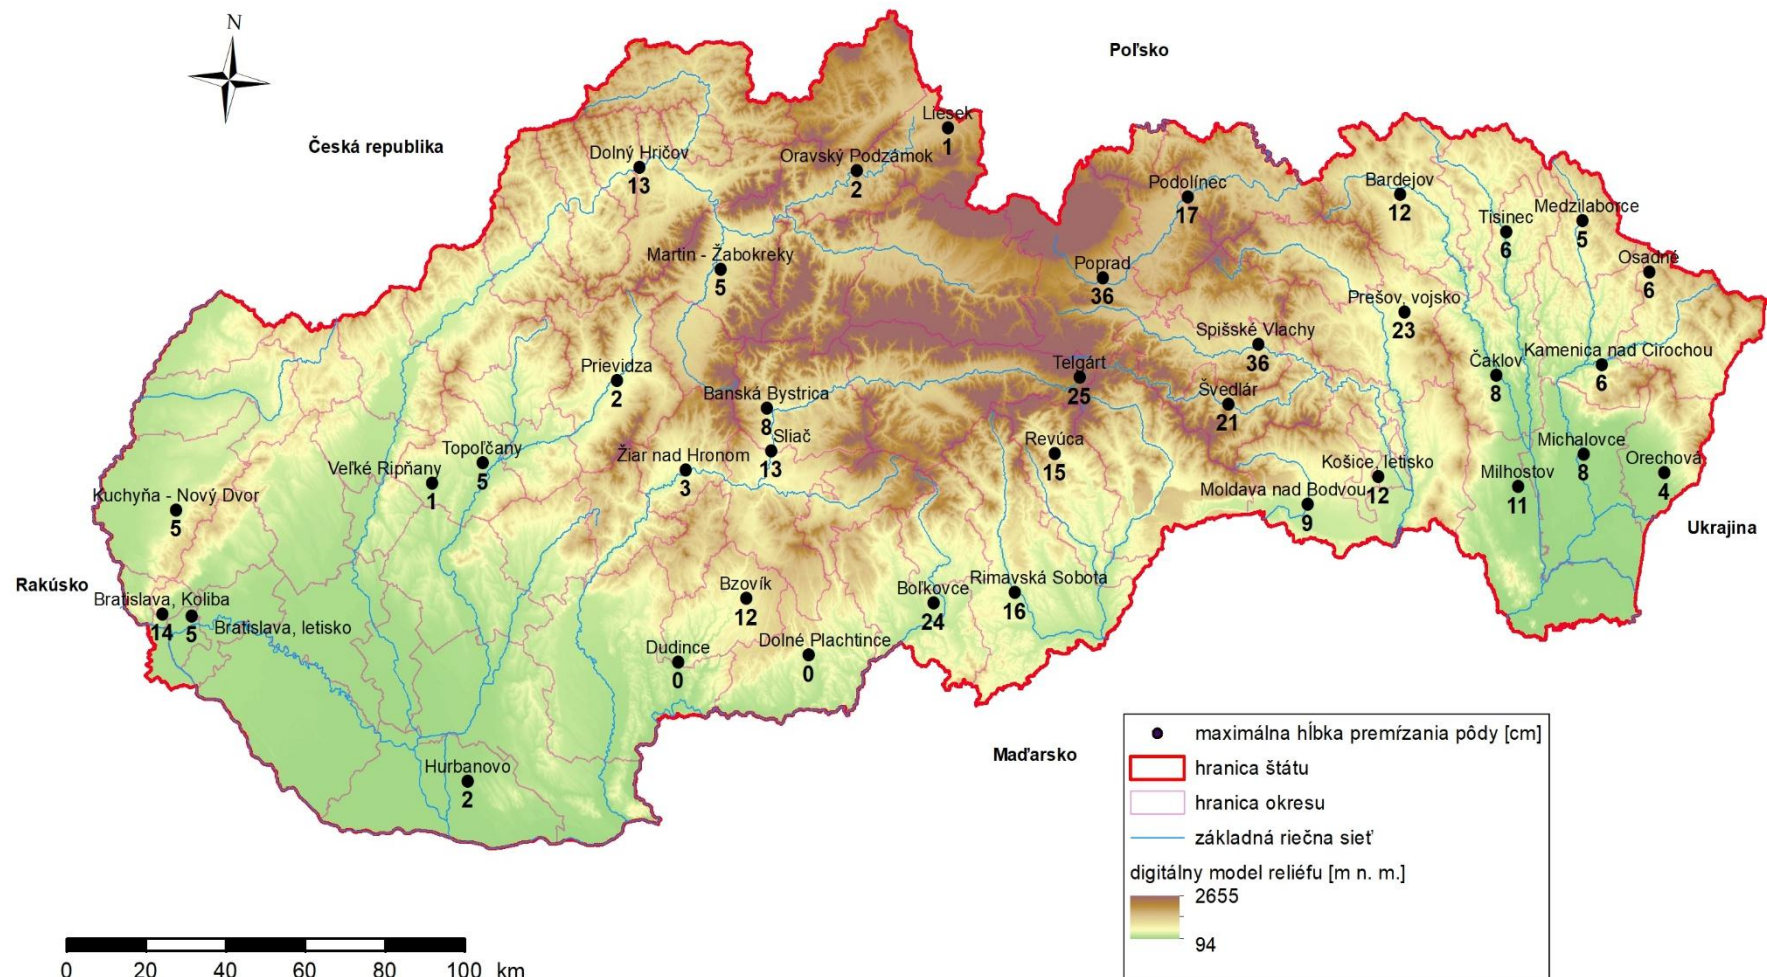 N
Poľsko
Česká republika
Liesek
1
Dolný Hričov
13
Oravský Podzámok
2
Podolínec
17
Bardejov
12
Tisinec
6
Medzilaborce
5
Osadné
6
Martin - Žabokreky
5
Poprad
36
Prešov, vojsko
23
Spišské Vlachy
36
Kamenica nad Cirochou
6
Čaklov
8
Prievidza
2
Telgárt
25
Švedlár
21
Banská Bystrica
8
Sliač
13
Revúca
15
Michalovce
8
Orechová
4
Topoľčany
5
Žiar nad Hronom
3
Veľké Ripňany
1
Košice, letisko
12
Milhostov
11
Moldava nad Bodvou
9
Kuchyňa - Nový Dvor
5
Ukrajina
Rakúsko
Bratislava, Koliba
14
5
Bratislava, letisko
Bzovík
12
Boľkovce
24
Rimavská Sobota
16
Dudince
0
Dolné Plachtince
0
Maďarsko
Hurbanovo
2
maximálna hĺbka premŕzania pôdy [cm]
hranica štátu
hranica okresu
základná riečna sieť
digitálny model reliéfu [m n. m.]
2655
94
0 20 40 60 80 100 km